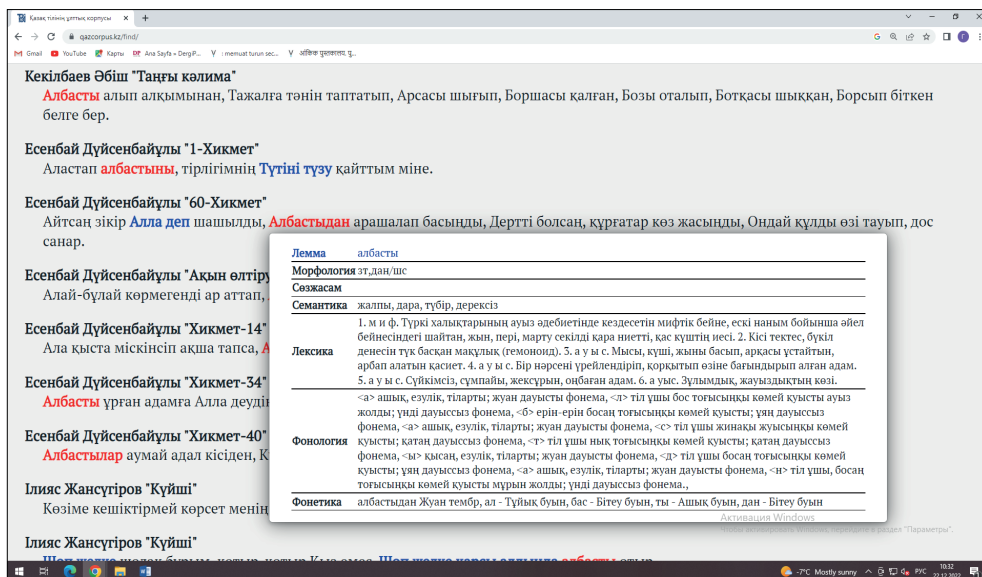 Қазақ тілінің ұлттық корпусы
qazcorpus.kz/find/
Gmail YouTube Карты Ana Sayfa » DergiP... : memuat turun sec...
Кекілбаев Әбіш "Таңғы кәлима"
Албасты алып алқымынан, Тажалға тәнін таптатып, Арсасы шығып, Боршасы қалған, Бозы оталып, Ботқасы шыққан, Борсып біткен
белге бер.
Есенбай Дүйсенбайұлы "1-Хикмет"
Аластап албастыны, тірлігімнің Түтіні түзу қайттым міне.
Есенбай Дүйсенбайұлы "60-Хикмет"
Айтсаң зікір Алла деп шашылды, Албастыдан арашалап басыңды, Дертті болсаң, құрғатар көз жасыңды, Ондай құлды өзі тауып, дос
санар.
Есенбай Дүйсенбайұлы "Ақын өлтіру
Алай-бұлай көрмегенді ар аттап,
Есенбай Дүйсенбайұлы "Хикмет-14"
Ала қыста міскінсіп ақша тапса, А
Есенбай Дүйсенбайұлы "Хикмет-34"
Албасты ұрған адамға Алла деудің
Есенбай Дүйсенбайұлы "Хикмет-40"
Албастылар аумай адал кісіден, К
Ілияс Жансүгіров "Күйші"
Көзіме кешіктірмей көрсет менің
Ілияс Жансүгіров "Күйші"
Лемма албасты
Морфология зт,дан/шс
Сөзжасам
Семантика жалпы, дара, түбір, дерексіз
Лексика
1. м и ф. Түркі халықтарының ауыз әдебиетінде кездесетін мифтік бейне, ескі наным бойынша әйел
бейнесіндегі шайтан, жын, пері, марту секілді қара ниетті, қас күштің иесі. 2. Кісі тектес, бүкіл
денесін түк басқан мақұлық (гемоноид). 3. а у ы с. Мысы, күші, жыны басып, арқасы ұстайтын,
арбап алатын қасиет. 4. а у ы с. Бір нәрсені үрейлендіріп, қорқытып өзіне бағындырып алған адам.
5. а у ы с. Сүйкімсіз, сұмпайы, жексұрын, оңбаған адам. 6. а уыс. Зұлымдық, жауыздықтың көзі.
Фонология
<а> ашық, езулік, тіларты; жуан дауысты фонема, <л> тіл ұшы бос тоғысыңқы көмей қуысты ауыз
жолды; үнді дауыссыз фонема, <б> ерін-ерін босаң тоғысыңқы көмей қуысты; ұяң дауыссыз
фонема, <а> ашық, езулік, тіларты; жуан дауысты фонема, <с> тіл ұшы жинақы жуысыңқы көмей
қуысты; қатаң дауыссыз фонема, <т> тіл ұшы нық тоғысыңқы көмей қуысты; қатаң дауыссыз
фонема, <ы> қысаң, езулік, тіларты; жуан дауысты фонема, <д> тіл ұшы босаң тоғысыңқы көмей
қуысты; ұяң дауыссыз фонема, <а> ашық, езулік, тіларты; жуан дауысты фонема, <н> тіл ұшы, босаң
тоғысыңқы көмей қуысты мұрын жолды; үнді дауыссыз фонема.,
Фонетика албастыдан Жуан тембр, ал - Тұйық буын, бас - Бітеу буын, ты - Ашық буын, дан - Бітеу буын
Активация Windows
Чтобы активировать Windows, перейдите в раздел "Параметры".
-7°C Mostly sunny РУС 10:32
22.12.2022